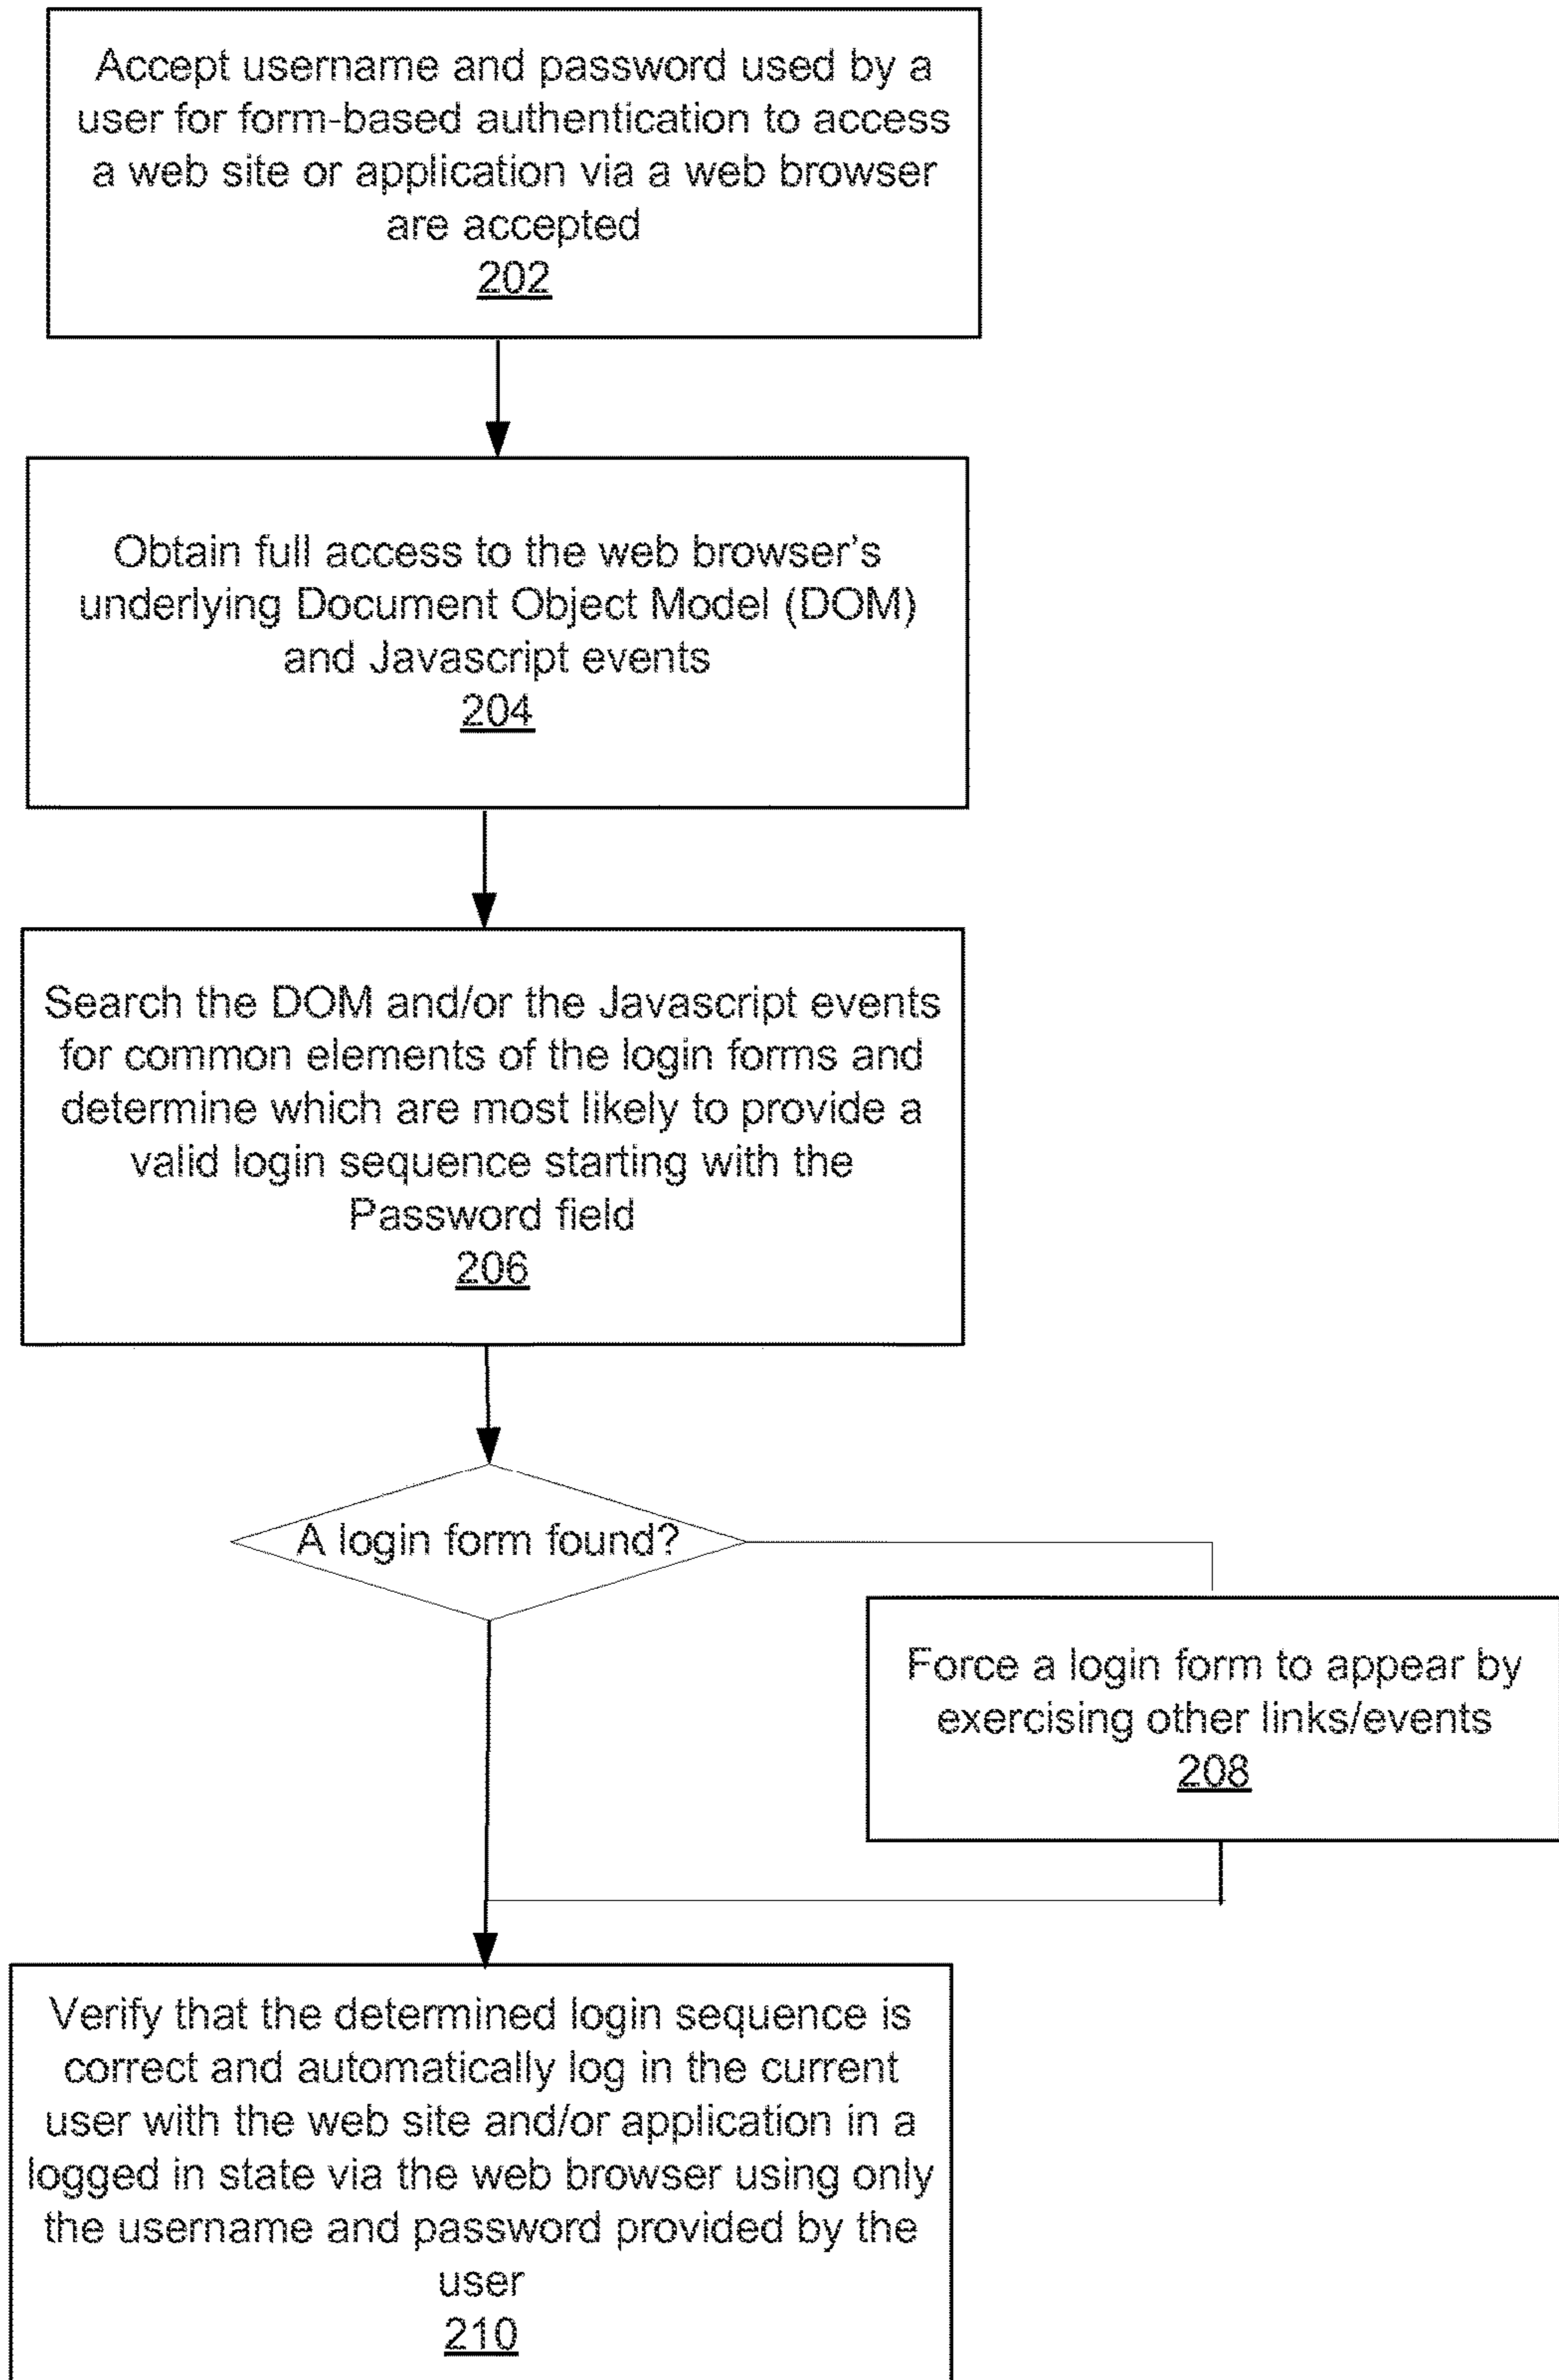 Accept username and password used by a
user for form-based authentication to access
a web site or application via a web browser
are accepted
202
Obtain full access to the web browser's
underlying Document Object Model (DOM)
and Javascript events
204
Search the DOM and/or the Javascript events
for common elements of the login forms and
determine which are most likely to provide a
valid login sequence starting with the
Password field
206
A login form found?
Force a login form to appear by
exercising other links/events
208
Verify that the determined login sequence is
correct and automatically log in the current
user with the web site and/or application in a
logged in state via the web browser using only
the username and password provided by the
user
210